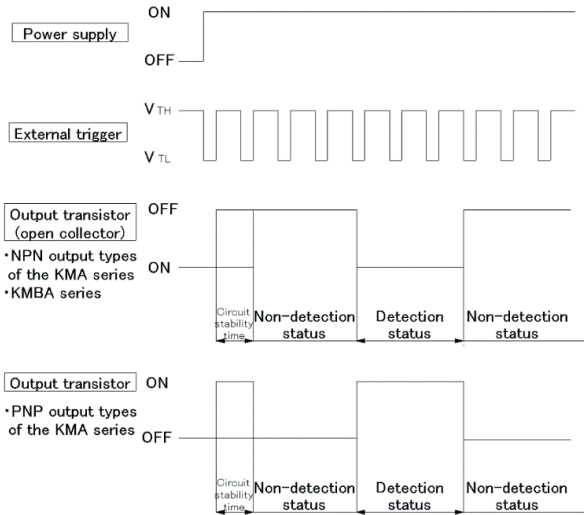 ON
Power supply
OFF
V TH
External trigger
V TL
Output transistor
(open collector)
OFF
・NPN output types
of the KMA series
・KMBA series
ON
Circuit
stability
time
Non-detection
status
Detection
status
Non-detection
status
Output transistor
ON
・PNP output types
of the KMA series
OFF
Circuit
stability
time
Non-detection
status
Detection
status
Non-detection
status